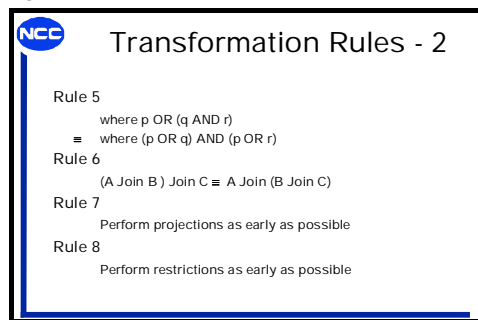 NCC
Transformation Rules - 2
Rule 5
where p OR (q AND r)
≡ where (p OR q) AND (p OR r)
Rule 6
(A Join B ) Join C ≡ A Join (B Join C)
Rule 7
Perform projections as early as possible
Rule 8
Perform restrictions as early as possible